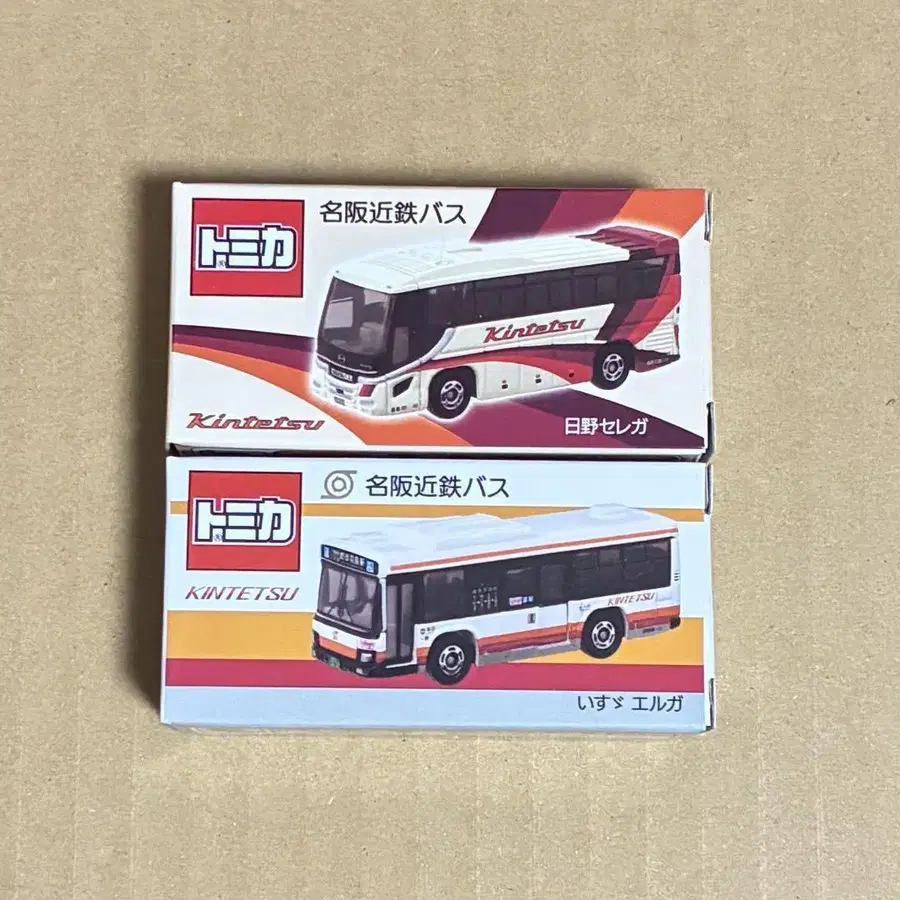 トミカ
名阪近鉄バス
Kintetsu
Kintetsu
日野セレガ
トミカ
名阪近鉄バス
KINTETSU
KINTETSU
いすゞ エルガ